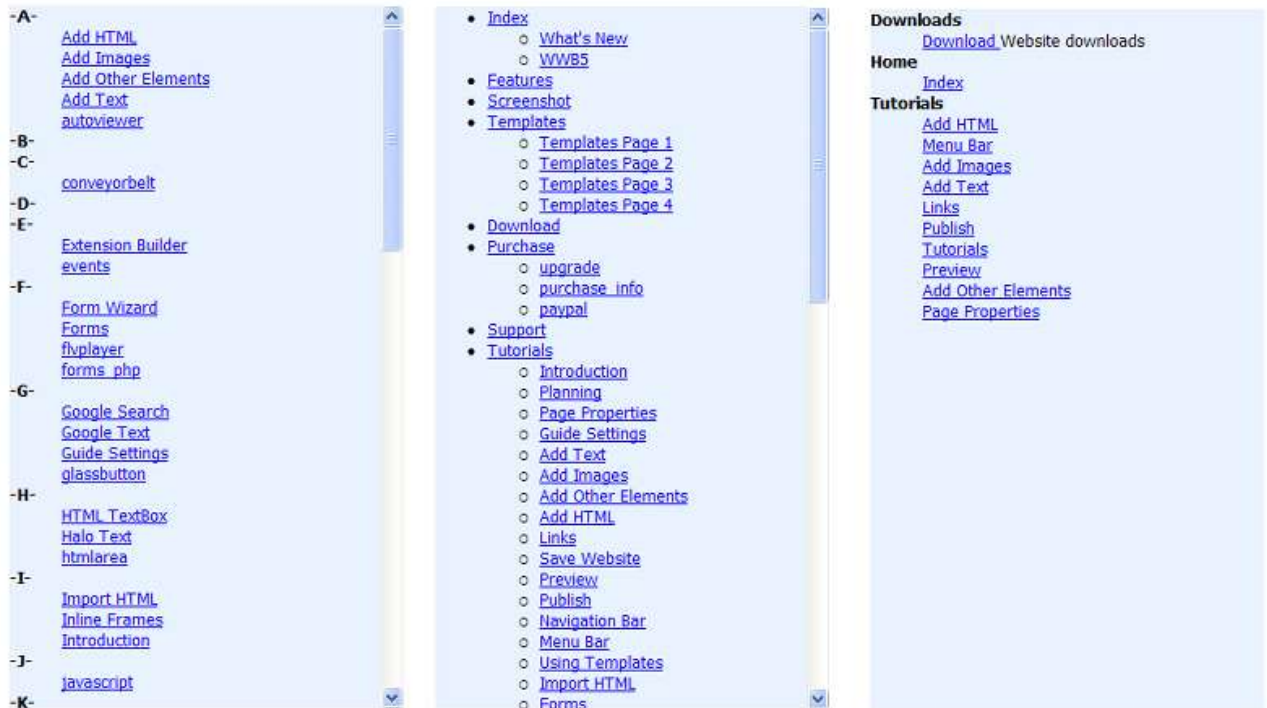 -A-
Add HTML
Add Images
Add Other Elements
Add Text
autoviewer
-B-
-C-
conveyorbelt
-D-
-E-
Extension Builder
events
-F-
Form Wizard
Forms
flvplayer
forms_php
-G-
Google Search
Google Text
Guide Settings
glassbutton
-H-
HTML TextBox
Halo Text
htmlarea
-I-
Import HTML
Inline Frames
Introduction
-J-
javascript
-K-
Index
What's New
WWB5
Features
Screenshot
Templates
Templates Page 1
Templates Page 2
Templates Page 3
Templates Page 4
Download
Purchase
upgrade
purchase_info
paypal
Support
Tutorials
Introduction
Planning
Page Properties
Guide Settings
Add Text
Add Images
Add Other Elements
Add HTML
Links
Save Website
Preview
Publish
Navigation Bar
Menu Bar
Using Templates
Import HTML
Forms
Downloads
Download Website downloads
Home
Index
Tutorials
Add HTML
Menu Bar
Add Images
Add Text
Links
Publish
Tutorials
Preview
Add Other Elements
Page Properties